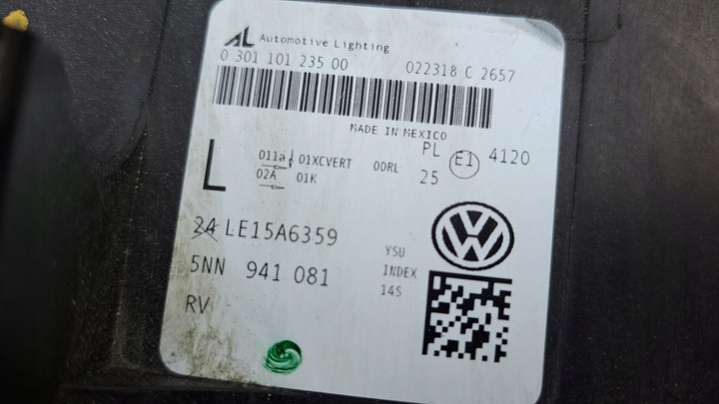 AL Automotive Lighting
0 301 101 235 00 022318 C 2657
MADE IN MEXICO
L 011a 01XCVERT 00RL PL E1 4120
02A 01K 25
24 LE15A6359
5NN 941 081
RV
YSU
INDEX
14S